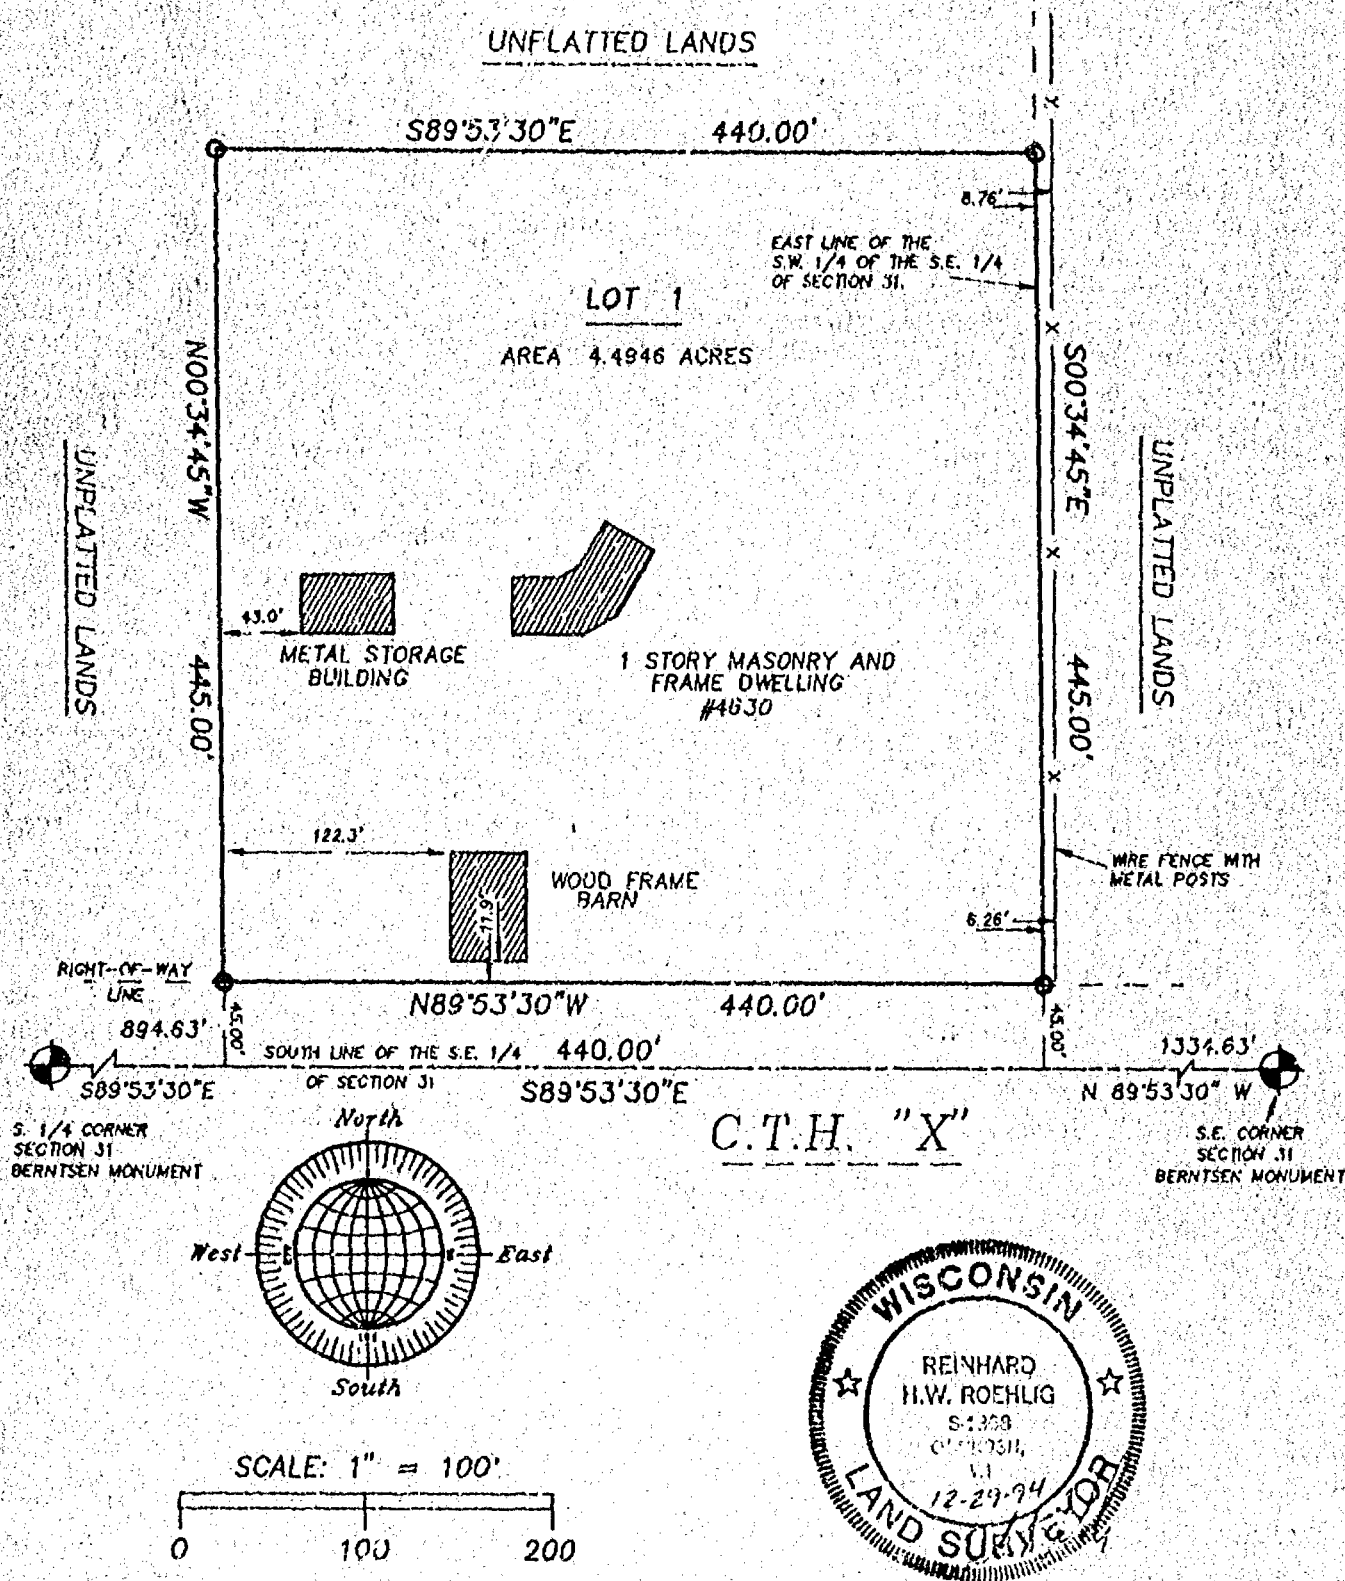 UNFLATTED LANDS
S89°53'30"E 440.00'
8.76'
EAST LINE OF THE
S.W. 1/4 OF THE S.E. 1/4
OF SECTION 31.
LOT 1
AREA 4.4946 ACRES
N00°34'45"W
445.00'
S00°34'45"E
445.00'
UNPLATTED LANDS
UNPLATTED LANDS
43.0'
METAL STORAGE
BUILDING
1 STORY MASONRY AND
FRAME DWELLING
#4630
122.3'
WOOD FRAME
BARN
11.9'
WIRE FENCE WITH
METAL POSTS
6.26'
RIGHT-OF-WAY
LINE
N89°53'30"W 440.00'
894.63'
45.00'
SOUTH LINE OF THE S.E. 1/4 440.00'
OF SECTION 31
45.00'
1334.63'
S89°53'30"E
S89°53'30"E
N 89°53'30" W
S. 1/4 CORNER
SECTION 31
BERNTSEN MONUMENT
C.T.H. "X"
S.E. CORNER
SECTION 31
BERNTSEN MONUMENT
North
West
East
South
SCALE: 1" = 100'
0 100 200
WISCONSIN
REINHARD
H.W. ROEHLIG
12-29-94
LAND SURVEYOR